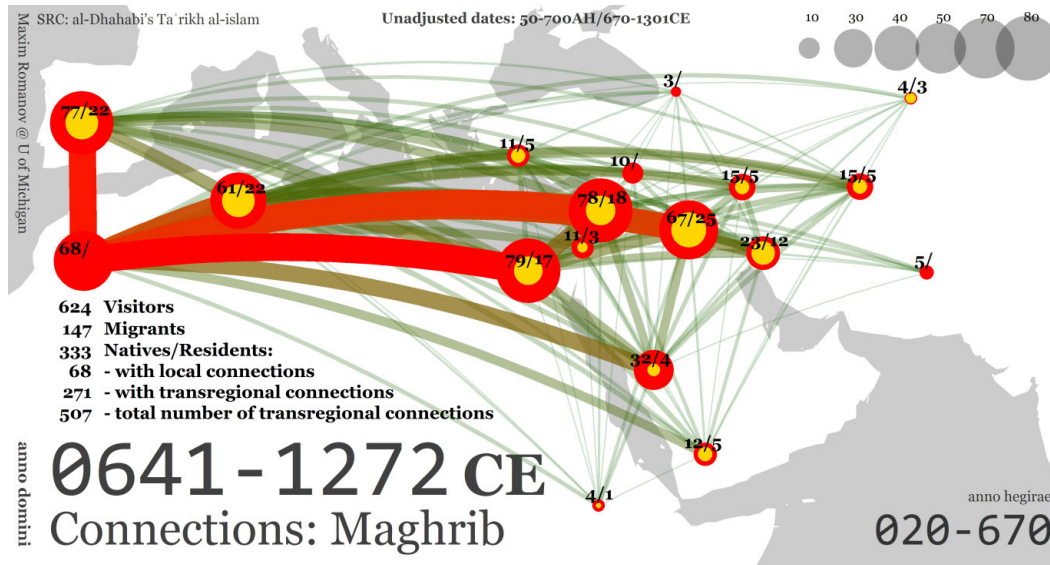 SRC: al-Dhahabi's Taʾrikh al-islam
Unadjusted dates: 50-700AH/670-1301CE
10 30 40 50 70 80
Maxim Romanov @ U of Michigan
3/
4/3
77/22
11/5
10/
15/5
15/5
61/22
78/18
67/25
11/3
23/12
68/
79/17
5/
624 Visitors
147 Migrants
333 Natives/Residents:
68 - with local connections
271 - with transregional connections
507 - total number of transregional connections
32/4
12/5
4/1
anno domini
0641-1272 CE
Connections: Maghrib
anno hegirae
020-670